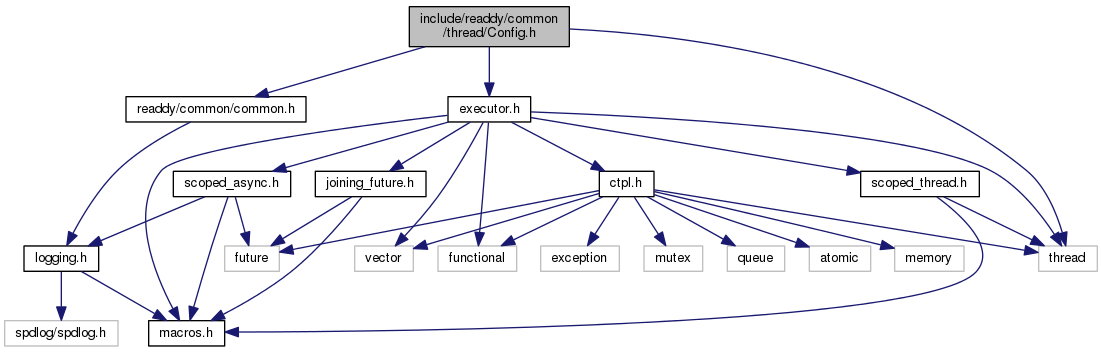 include/readdy/common
/thread/Config.h
readdy/common/common.h
executor.h
scoped_async.h
joining_future.h
ctpl.h
scoped_thread.h
logging.h
future
vector
functional
exception
mutex
queue
atomic
memory
thread
spdlog/spdlog.h
macros.h